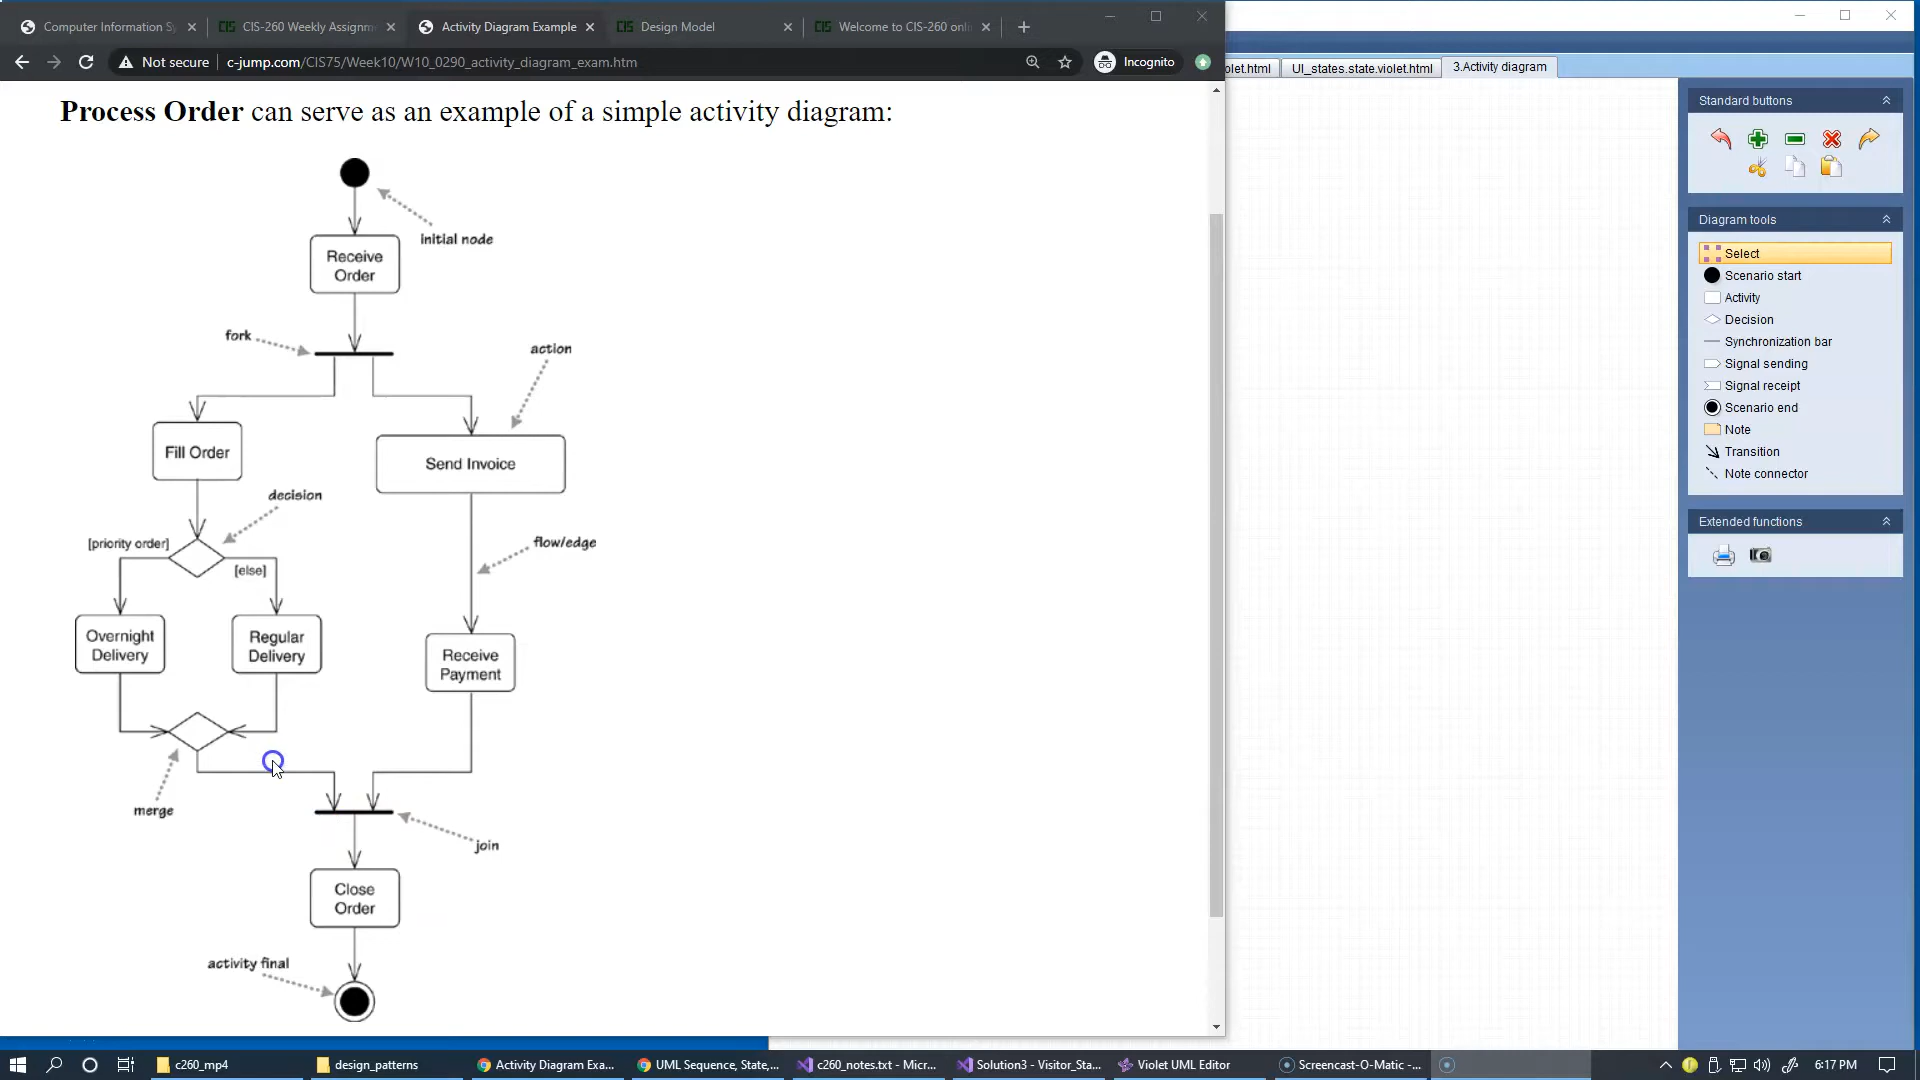 Computer Information Sy
CIS-260 Weekly Assignm
Activity Diagram Example
Design Model
Welcome to CIS-260 onli
Not secure
c-jump.com/CIS75/Week10/W10_0290_activity_diagram_exam.htm
Incognito
olet.html
UI_states.state.violet.html
3.Activity diagram
Process Order can serve as an example of a simple activity diagram:
initial node
Receive
Order
fork
action
Fill Order
Send Invoice
decision
[priority order]
[else]
flow/edge
Overnight
Delivery
Regular
Delivery
Receive
Payment
merge
join
Close
Order
activity final
Standard buttons
Diagram tools
Select
Scenario start
Activity
Decision
Synchronization bar
Signal sending
Signal receipt
Scenario end
Note
Transition
Note connector
Extended functions
c260_mp4
design_patterns
Activity Diagram Exa...
UML Sequence, State,...
c260_notes.txt - Micr...
Solution3 - Visitor_Sta...
Violet UML Editor
Screencast-O-Matic -...
6:17 PM